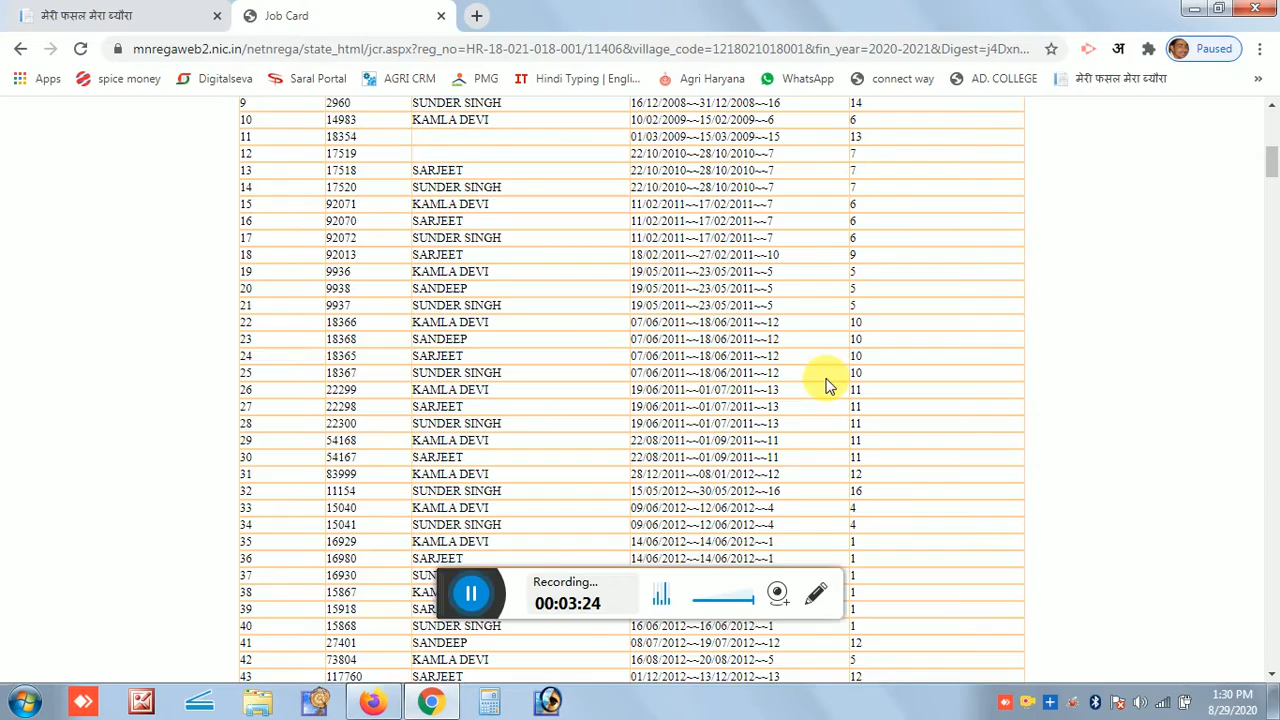 मेरी फसल मेरा ब्यौरा
Job Card
mnregaweb2.nic.in/netnrega/state_html/jcr.aspx?reg_no=HR-18-021-018-001/11406&village_code=1218021018001&fin_year=2020-2021&Digest=j4Dxn...
अ
Paused
Apps spice money Digitalseva Saral Portal AGRI CRM PMG IT Hindi Typing | Engli... Agri Haryana WhatsApp connect way AD. COLLEGE मेरी फसल मेरा ब्यौरा »
9 2960 SUNDER SINGH 16/12/2008~~31/12/2008~~16 14
10 14983 KAMLA DEVI 10/02/2009~~15/02/2009~~6 6
11 18354 01/03/2009~~15/03/2009~~15 13
12 17519 22/10/2010~~28/10/2010~~7 7
13 17518 SARJEET 22/10/2010~~28/10/2010~~7 7
14 17520 SUNDER SINGH 22/10/2010~~28/10/2010~~7 7
15 92071 KAMLA DEVI 11/02/2011~~17/02/2011~~7 6
16 92070 SARJEET 11/02/2011~~17/02/2011~~7 6
17 92072 SUNDER SINGH 11/02/2011~~17/02/2011~~7 6
18 92013 SARJEET 18/02/2011~~27/02/2011~~10 9
19 9936 KAMLA DEVI 19/05/2011~~23/05/2011~~5 5
20 9938 SANDEEP 19/05/2011~~23/05/2011~~5 5
21 9937 SUNDER SINGH 19/05/2011~~23/05/2011~~5 5
22 18366 KAMLA DEVI 07/06/2011~~18/06/2011~~12 10
23 18368 SANDEEP 07/06/2011~~18/06/2011~~12 10
24 18365 SARJEET 07/06/2011~~18/06/2011~~12 10
25 18367 SUNDER SINGH 07/06/2011~~18/06/2011~~12 10
26 22299 KAMLA DEVI 19/06/2011~~01/07/2011~~13 11
27 22298 SARJEET 19/06/2011~~01/07/2011~~13 11
28 22300 SUNDER SINGH 19/06/2011~~01/07/2011~~13 11
29 54168 KAMLA DEVI 22/08/2011~~01/09/2011~~11 11
30 54167 SARJEET 22/08/2011~~01/09/2011~~11 11
31 83999 KAMLA DEVI 28/12/2011~~08/01/2012~~12 12
32 11154 SUNDER SINGH 15/05/2012~~30/05/2012~~16 16
33 15040 KAMLA DEVI 09/06/2012~~12/06/2012~~4 4
34 15041 SUNDER SINGH 09/06/2012~~12/06/2012~~4 4
35 16929 KAMLA DEVI 14/06/2012~~14/06/2012~~1 1
36 16980 SARJEET 14/06/2012~~14/06/2012~~1 1
37 16930 SUN 1
38 15867 KA 1
39 15918 SAR 1
40 15868 SUNDER SINGH 16/06/2012~~16/06/2012~~1 1
41 27401 SANDEEP 08/07/2012~~19/07/2012~~12 12
42 73804 KAMLA DEVI 16/08/2012~~20/08/2012~~5 5
43 117760 SARJEET 01/12/2012~~13/12/2012~~13 12
Recording...
00:03:24
1:30 PM
8/29/2020